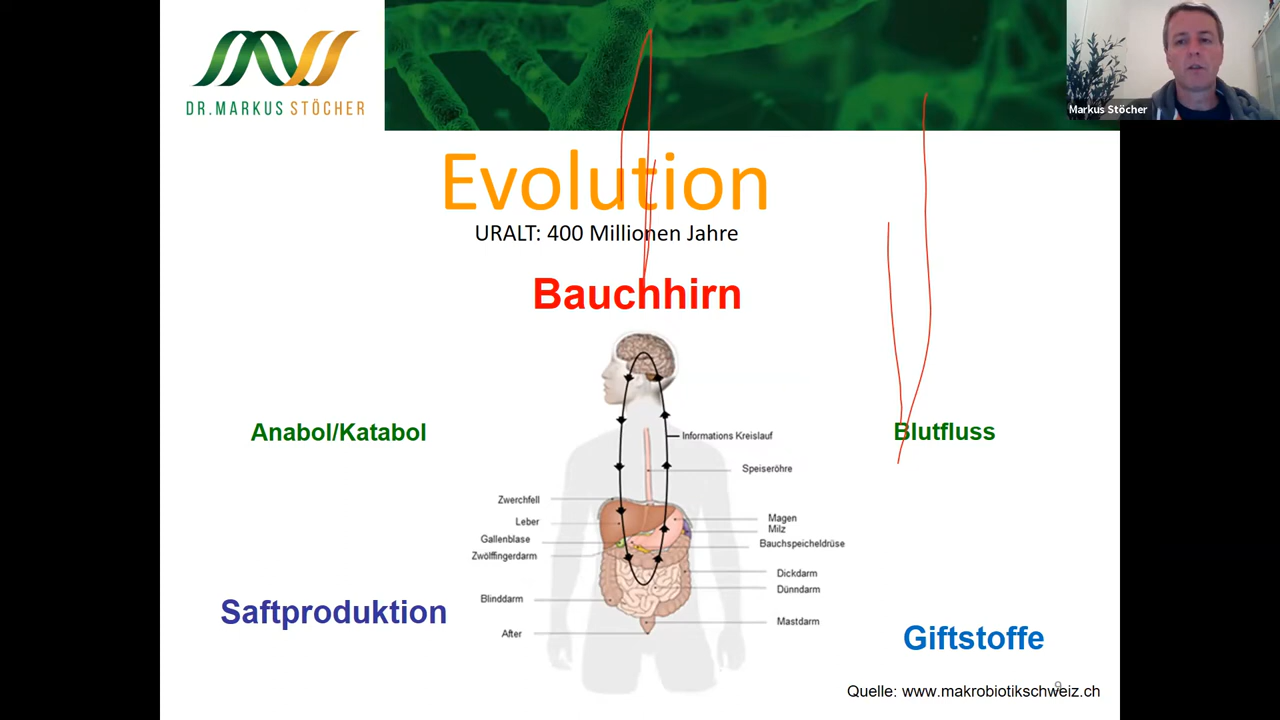 DR.MARKUS STÖCHER
Markus Stöcher
Evolution
URALT: 400 Millionen Jahre
Bauchhirn
Anabol/Katabol
Blutfluss
Informations Kreislauf
Speiseröhre
Zwerchfell
Leber
Gallenblase
Zwölffingerdarm
Blinddarm
After
Magen
Milz
Bauchspeicheldrüse
Dickdarm
Dünndarm
Mastdarm
Saftproduktion
Giftstoffe
9
Quelle: www.makrobiotikschweiz.ch